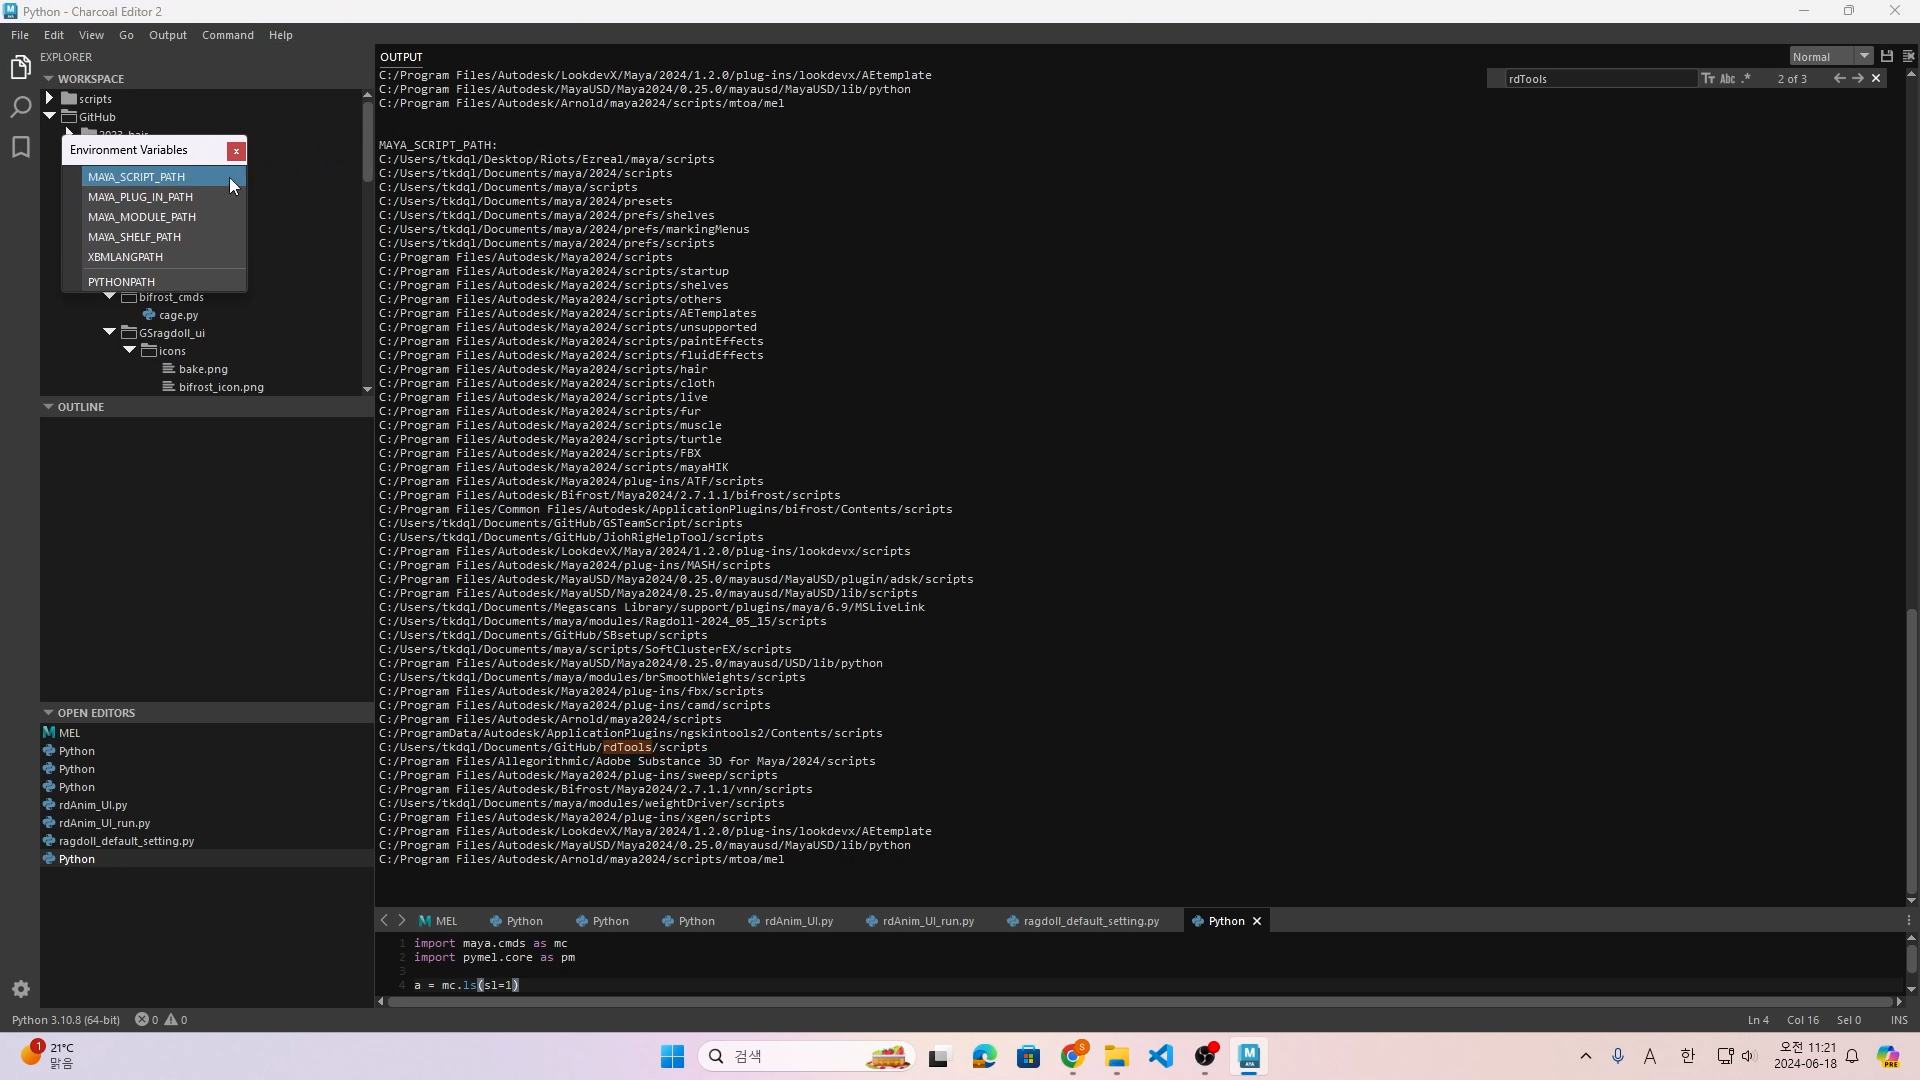 Python - Charcoal Editor 2
File Edit View Go Output Command Help
EXPLORER
WORKSPACE
scripts
GitHub
2023_hair
Environment Variables x
MAYA_SCRIPT_PATH
MAYA_PLUG_IN_PATH
MAYA_MODULE_PATH
MAYA_SHELF_PATH
XBMLANGPATH
PYTHONPATH
bifrost_cmds
cage.py
GSragdoll_ui
icons
bake.png
bifrost_icon.png
OUTLINE
OPEN EDITORS
MEL
Python
Python
Python
rdAnim_UI.py
rdAnim_UI_run.py
ragdoll_default_setting.py
Python
OUTPUT
Normal
rdTools Tr Abc .* 2 of 3
C:/Program Files/Autodesk/LookdevX/Maya/2024/1.2.0/plug-ins/lookdevx/AEtemplate
C:/Program Files/Autodesk/MayaUSD/Maya2024/0.25.0/mayausd/MayaUSD/lib/python
C:/Program Files/Autodesk/Arnold/maya2024/scripts/mtoa/mel
MAYA_SCRIPT_PATH:
C:/Users/tkdql/Desktop/Riots/Ezreal/maya/scripts
C:/Users/tkdql/Documents/maya/2024/scripts
C:/Users/tkdql/Documents/maya/scripts
C:/Users/tkdql/Documents/maya/2024/presets
C:/Users/tkdql/Documents/maya/2024/prefs/shelves
C:/Users/tkdql/Documents/maya/2024/prefs/markingMenus
C:/Users/tkdql/Documents/maya/2024/prefs/scripts
C:/Program Files/Autodesk/Maya2024/scripts
C:/Program Files/Autodesk/Maya2024/scripts/startup
C:/Program Files/Autodesk/Maya2024/scripts/shelves
C:/Program Files/Autodesk/Maya2024/scripts/others
C:/Program Files/Autodesk/Maya2024/scripts/AETemplates
C:/Program Files/Autodesk/Maya2024/scripts/unsupported
C:/Program Files/Autodesk/Maya2024/scripts/paintEffects
C:/Program Files/Autodesk/Maya2024/scripts/fluidEffects
C:/Program Files/Autodesk/Maya2024/scripts/hair
C:/Program Files/Autodesk/Maya2024/scripts/cloth
C:/Program Files/Autodesk/Maya2024/scripts/live
C:/Program Files/Autodesk/Maya2024/scripts/fur
C:/Program Files/Autodesk/Maya2024/scripts/muscle
C:/Program Files/Autodesk/Maya2024/scripts/turtle
C:/Program Files/Autodesk/Maya2024/scripts/FBX
C:/Program Files/Autodesk/Maya2024/scripts/mayaHIK
C:/Program Files/Autodesk/Maya2024/plug-ins/ATF/scripts
C:/Program Files/Autodesk/Bifrost/Maya2024/2.7.1.1/bifrost/scripts
C:/Program Files/Common Files/Autodesk/ApplicationPlugins/bifrost/Contents/scripts
C:/Users/tkdql/Documents/GitHub/GSTeamScript/scripts
C:/Users/tkdql/Documents/GitHub/JiohRigHelpTool/scripts
C:/Program Files/Autodesk/LookdevX/Maya/2024/1.2.0/plug-ins/lookdevx/scripts
C:/Program Files/Autodesk/Maya2024/plug-ins/MASH/scripts
C:/Program Files/Autodesk/MayaUSD/Maya2024/0.25.0/mayausd/MayaUSD/plugin/adsk/scripts
C:/Program Files/Autodesk/MayaUSD/Maya2024/0.25.0/mayausd/MayaUSD/lib/scripts
C:/Users/tkdql/Documents/Megascans Library/support/plugins/maya/6.9/MSLiveLink
C:/Users/tkdql/Documents/maya/modules/Ragdoll-2024_05_15/scripts
C:/Users/tkdql/Documents/GitHub/SBsetup/scripts
C:/Users/tkdql/Documents/maya/scripts/SoftClusterEX/scripts
C:/Program Files/Autodesk/MayaUSD/Maya2024/0.25.0/mayausd/USD/lib/python
C:/Users/tkdql/Documents/maya/modules/brSmoothWeights/scripts
C:/Program Files/Autodesk/Maya2024/plug-ins/fbx/scripts
C:/Program Files/Autodesk/Maya2024/plug-ins/camd/scripts
C:/Program Files/Autodesk/Arnold/maya2024/scripts
C:/ProgramData/Autodesk/ApplicationPlugins/ngskintools2/Contents/scripts
C:/Users/tkdql/Documents/GitHub/rdTools/scripts
C:/Program Files/Allegorithmic/Adobe Substance 3D for Maya/2024/scripts
C:/Program Files/Autodesk/Maya2024/plug-ins/sweep/scripts
C:/Program Files/Autodesk/Bifrost/Maya2024/2.7.1.1/vnn/scripts
C:/Users/tkdql/Documents/maya/modules/weightDriver/scripts
C:/Program Files/Autodesk/Maya2024/plug-ins/xgen/scripts
C:/Program Files/Autodesk/LookdevX/Maya/2024/1.2.0/plug-ins/lookdevx/AEtemplate
C:/Program Files/Autodesk/MayaUSD/Maya2024/0.25.0/mayausd/MayaUSD/lib/python
C:/Program Files/Autodesk/Arnold/maya2024/scripts/mtoa/mel
MEL Python Python Python rdAnim_UI.py rdAnim_UI_run.py ragdoll_default_setting.py Python
1 import maya.cmds as mc
2 import pymel.core as pm
3
4 a = mc.ls(sl=1)
Python 3.10.8 (64-bit) 0 0 Ln 4 Col 16 Sel 0 INS
1 21°C
맑음
검색
S
MAYA
A 한
오전 11:21
2024-06-18
PRE